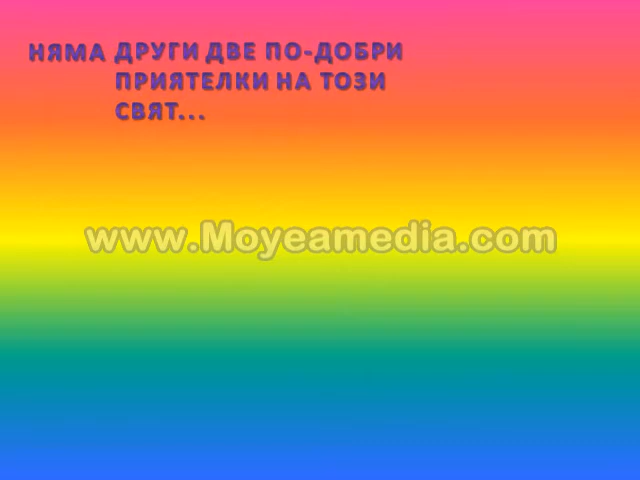 НЯМА ДРУГИ ДВЕ ПО-ДОБРИ
ПРИЯТЕЛКИ НА ТОЗИ
СВЯТ...
www.Moyeamedia.com